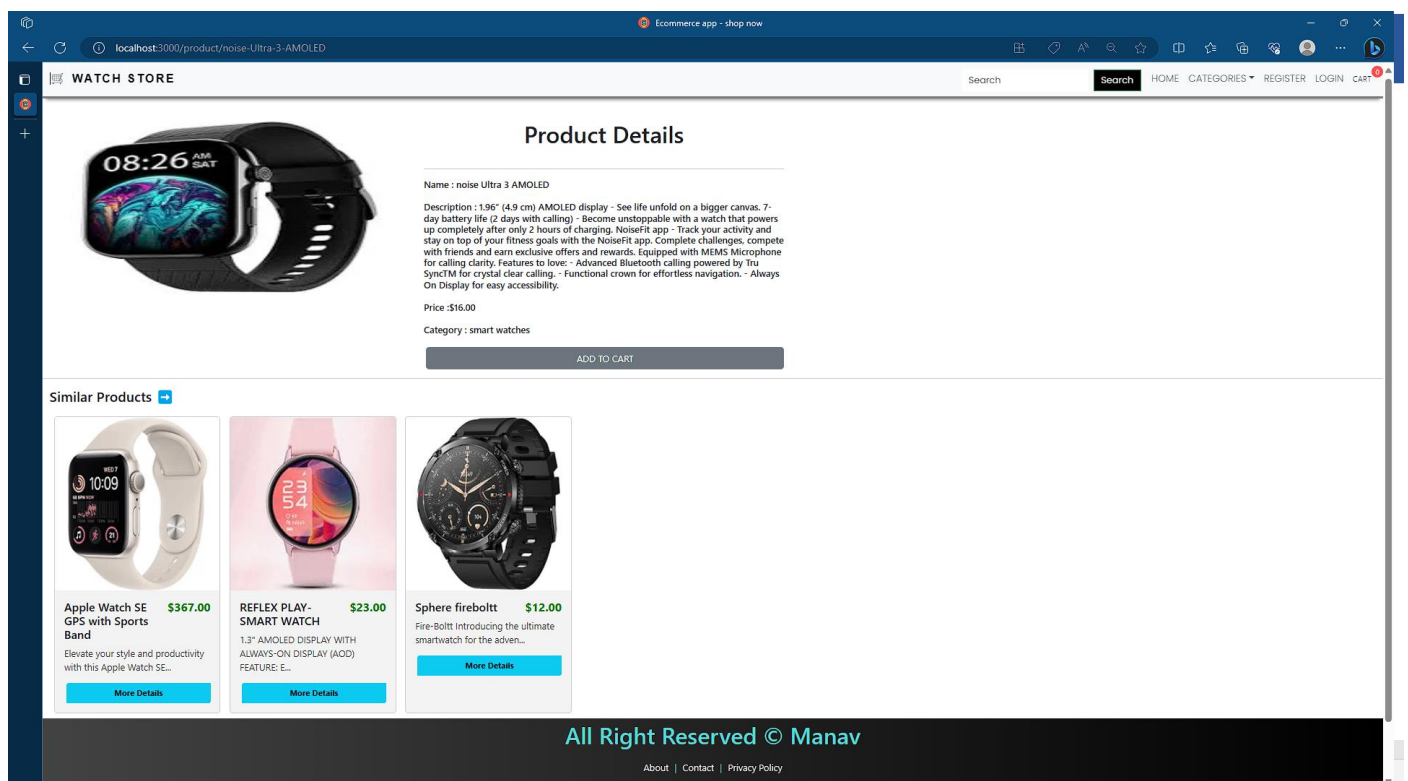 Ecommerce app - shop now
localhost:3000/product/noise-Ultra-3-AMOLED
WATCH STORE
Search
Search
HOME CATEGORIES REGISTER LOGIN CART 0
08:26 AM
SAT
Product Details
Name : noise Ultra 3 AMOLED
Description : 1.96" (4.9 cm) AMOLED display - See life unfold on a bigger canvas. 7-
day battery life (2 days with calling) - Become unstoppable with a watch that powers
up completely after only 2 hours of charging. NoiseFit app - Track your activity and
stay on top of your fitness goals with the NoiseFit app. Complete challenges, compete
with friends and earn exclusive offers and rewards. Equipped with MEMS Microphone
for calling clarity. Features to love: - Advanced Bluetooth calling powered by Tru
SyncTM for crystal clear calling. - Functional crown for effortless navigation. - Always
On Display for easy accessibility.
Price :$16.00
Category : smart watches
ADD TO CART
Similar Products
WED 7
10:09
23
54
Apple Watch SE $367.00
GPS with Sports
Band
Elevate your style and productivity
with this Apple Watch SE...
More Details
REFLEX PLAY- $23.00
SMART WATCH
1.3" AMOLED DISPLAY WITH
ALWAYS-ON DISPLAY (AOD)
FEATURE: E...
More Details
Sphere fireboltt $12.00
Fire-Boltt Introducing the ultimate
smartwatch for the adven...
More Details
All Right Reserved © Manav
About | Contact | Privacy Policy